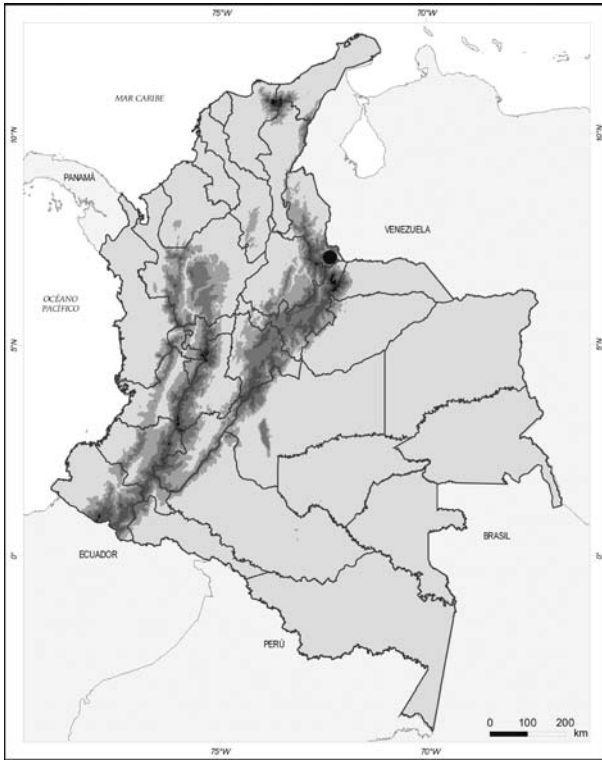 75°W 70°W
MAR CARIBE
10°N 10°N
PANAMÁ
VENEZUELA
OCÉANO
PACÍFICO
5°N 5°N
0° 0°
ECUADOR
BRASIL
PERÚ
0 100 200
km
75°W 70°W